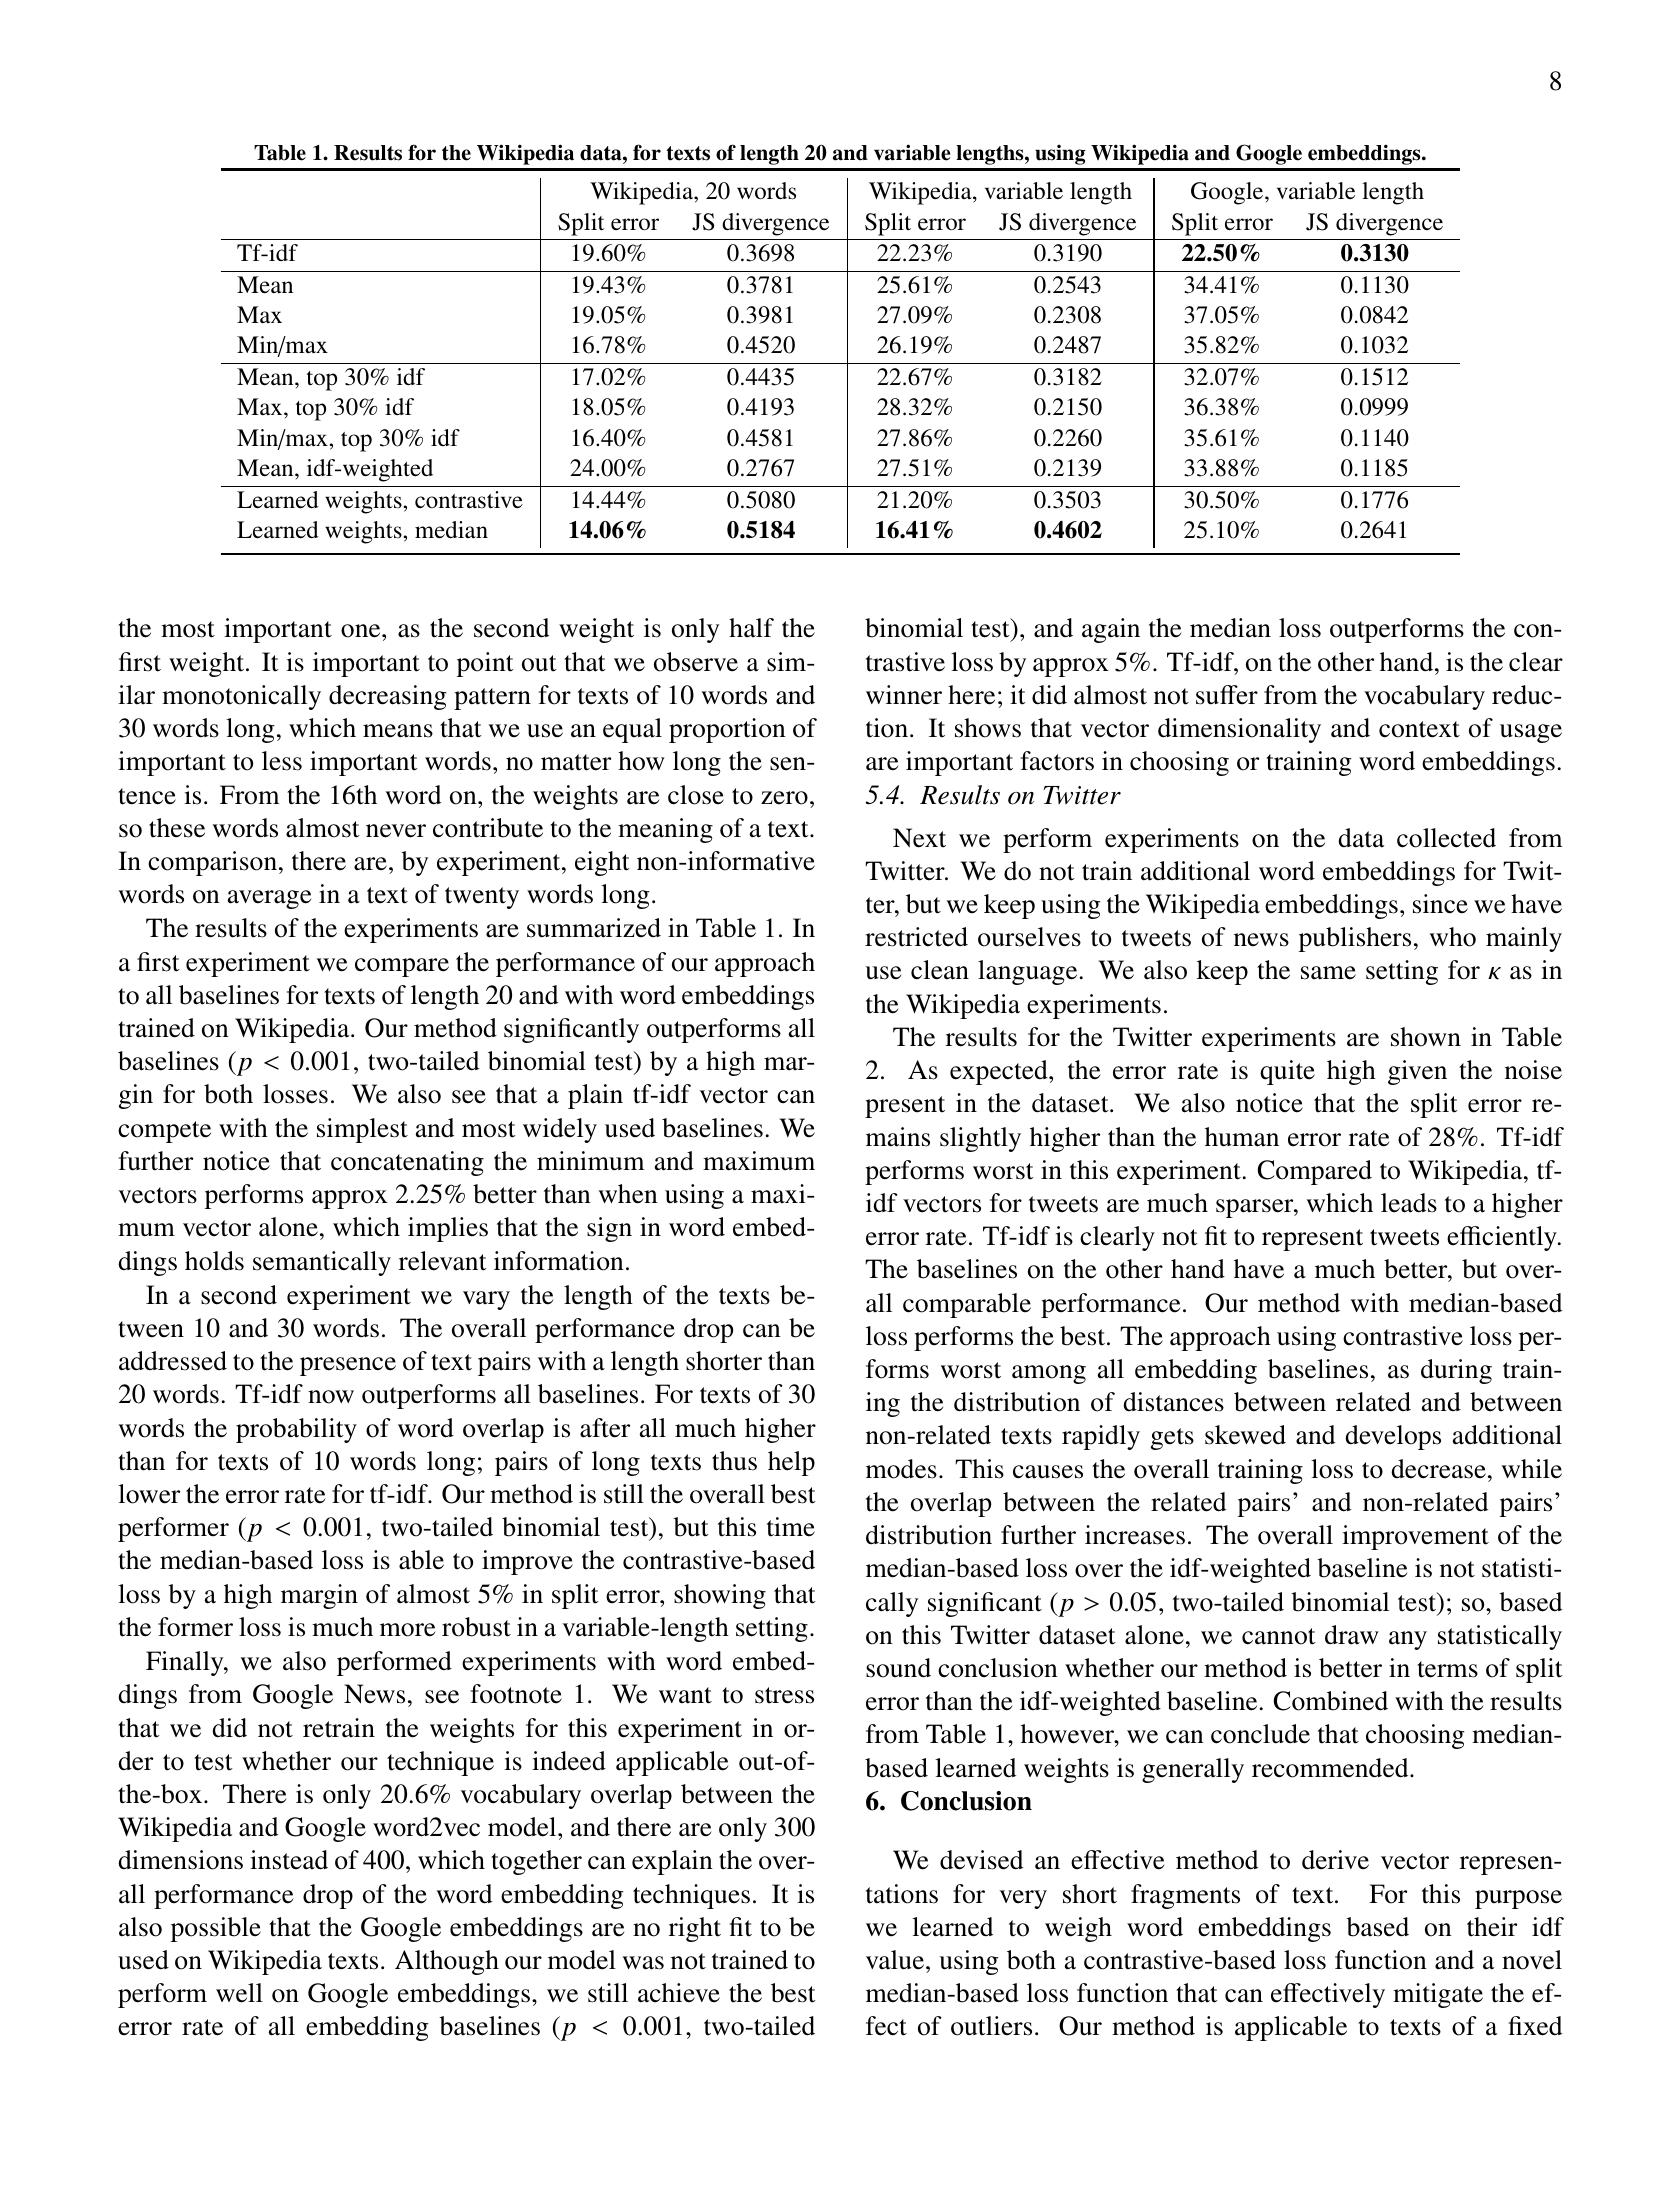 8
Table 1. Results for the Wikipedia data, for texts of length 20 and variable lengths, using Wikipedia and Google embeddings.
Wikipedia, 20 words Wikipedia, variable length Google, variable length
Split error JS divergence Split error JS divergence Split error JS divergence
Tf-idf 19.60% 0.3698 22.23% 0.3190 22.50% 0.3130
Mean 19.43% 0.3781 25.61% 0.2543 34.41% 0.1130
Max 19.05% 0.3981 27.09% 0.2308 37.05% 0.0842
Min/max 16.78% 0.4520 26.19% 0.2487 35.82% 0.1032
Mean, top 30% idf 17.02% 0.4435 22.67% 0.3182 32.07% 0.1512
Max, top 30% idf 18.05% 0.4193 28.32% 0.2150 36.38% 0.0999
Min/max, top 30% idf 16.40% 0.4581 27.86% 0.2260 35.61% 0.1140
Mean, idf-weighted 24.00% 0.2767 27.51% 0.2139 33.88% 0.1185
Learned weights, contrastive 14.44% 0.5080 21.20% 0.3503 30.50% 0.1776
Learned weights, median 14.06% 0.5184 16.41% 0.4602 25.10% 0.2641
the most important one, as the second weight is only half the
first weight. It is important to point out that we observe a sim-
ilar monotonically decreasing pattern for texts of 10 words and
30 words long, which means that we use an equal proportion of
important to less important words, no matter how long the sen-
tence is. From the 16th word on, the weights are close to zero,
so these words almost never contribute to the meaning of a text.
In comparison, there are, by experiment, eight non-informative
words on average in a text of twenty words long.
The results of the experiments are summarized in Table 1. In
a first experiment we compare the performance of our approach
to all baselines for texts of length 20 and with word embeddings
trained on Wikipedia. Our method significantly outperforms all
baselines (p < 0.001, two-tailed binomial test) by a high mar-
gin for both losses. We also see that a plain tf-idf vector can
compete with the simplest and most widely used baselines. We
further notice that concatenating the minimum and maximum
vectors performs approx 2.25% better than when using a maxi-
mum vector alone, which implies that the sign in word embed-
dings holds semantically relevant information.
In a second experiment we vary the length of the texts be-
tween 10 and 30 words. The overall performance drop can be
addressed to the presence of text pairs with a length shorter than
20 words. Tf-idf now outperforms all baselines. For texts of 30
words the probability of word overlap is after all much higher
than for texts of 10 words long; pairs of long texts thus help
lower the error rate for tf-idf. Our method is still the overall best
performer (p < 0.001, two-tailed binomial test), but this time
the median-based loss is able to improve the contrastive-based
loss by a high margin of almost 5% in split error, showing that
the former loss is much more robust in a variable-length setting.
Finally, we also performed experiments with word embed-
dings from Google News, see footnote 1. We want to stress
that we did not retrain the weights for this experiment in or-
der to test whether our technique is indeed applicable out-of-
the-box. There is only 20.6% vocabulary overlap between the
Wikipedia and Google word2vec model, and there are only 300
dimensions instead of 400, which together can explain the over-
all performance drop of the word embedding techniques. It is
also possible that the Google embeddings are no right fit to be
used on Wikipedia texts. Although our model was not trained to
perform well on Google embeddings, we still achieve the best
error rate of all embedding baselines (p < 0.001, two-tailed
binomial test), and again the median loss outperforms the con-
trastive loss by approx 5%. Tf-idf, on the other hand, is the clear
winner here; it did almost not suffer from the vocabulary reduc-
tion. It shows that vector dimensionality and context of usage
are important factors in choosing or training word embeddings.
5.4. Results on Twitter
Next we perform experiments on the data collected from
Twitter. We do not train additional word embeddings for Twit-
ter, but we keep using the Wikipedia embeddings, since we have
restricted ourselves to tweets of news publishers, who mainly
use clean language. We also keep the same setting for κ as in
the Wikipedia experiments.
The results for the Twitter experiments are shown in Table
2. As expected, the error rate is quite high given the noise
present in the dataset. We also notice that the split error re-
mains slightly higher than the human error rate of 28%. Tf-idf
performs worst in this experiment. Compared to Wikipedia, tf-
idf vectors for tweets are much sparser, which leads to a higher
error rate. Tf-idf is clearly not fit to represent tweets efficiently.
The baselines on the other hand have a much better, but over-
all comparable performance. Our method with median-based
loss performs the best. The approach using contrastive loss per-
forms worst among all embedding baselines, as during train-
ing the distribution of distances between related and between
non-related texts rapidly gets skewed and develops additional
modes. This causes the overall training loss to decrease, while
the overlap between the related pairs’ and non-related pairs’
distribution further increases. The overall improvement of the
median-based loss over the idf-weighted baseline is not statisti-
cally significant (p > 0.05, two-tailed binomial test); so, based
on this Twitter dataset alone, we cannot draw any statistically
sound conclusion whether our method is better in terms of split
error than the idf-weighted baseline. Combined with the results
from Table 1, however, we can conclude that choosing median-
based learned weights is generally recommended.
6. Conclusion
We devised an effective method to derive vector represen-
tations for very short fragments of text. For this purpose
we learned to weigh word embeddings based on their idf
value, using both a contrastive-based loss function and a novel
median-based loss function that can effectively mitigate the ef-
fect of outliers. Our method is applicable to texts of a fixed